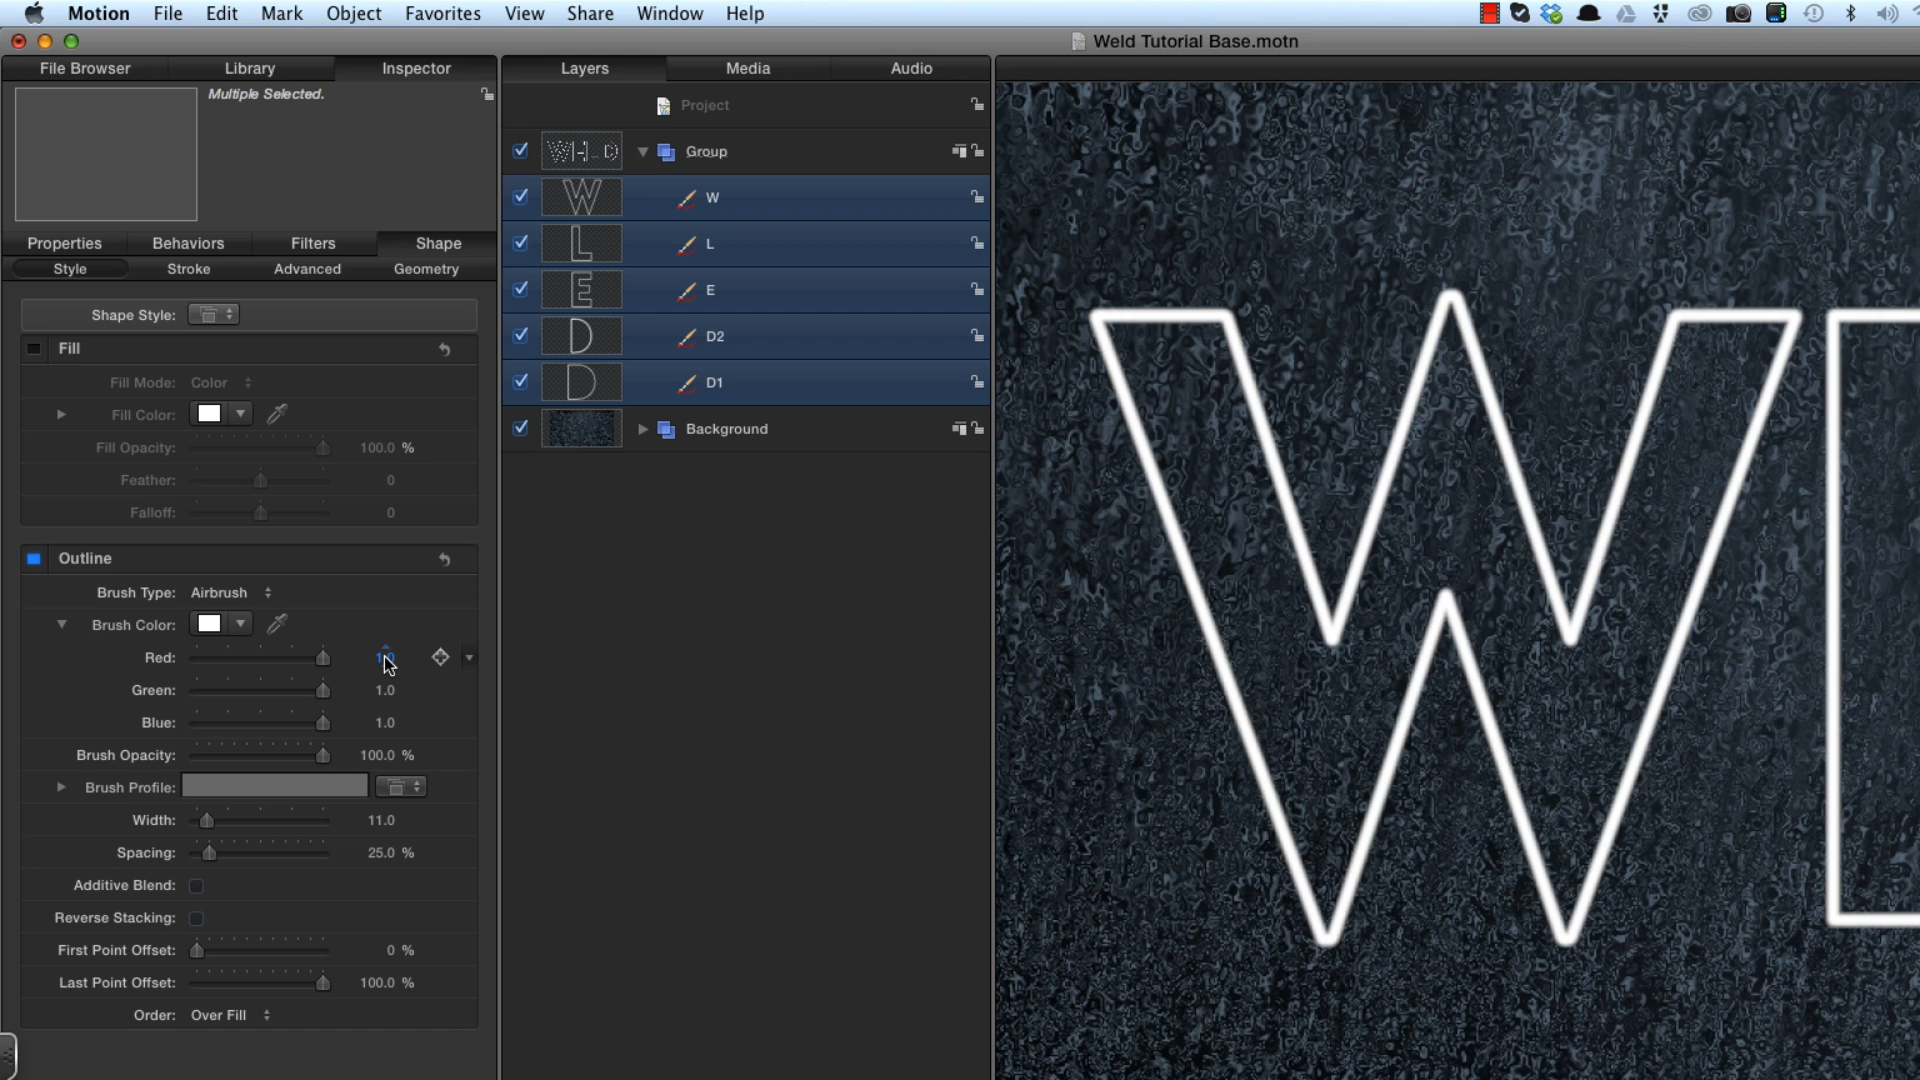 Motion File Edit Mark Object Favorites View Share Window Help
Weld Tutorial Base.motn
File Browser Library Inspector
Layers Media Audio
Multiple Selected.
Project
Group
W
L
E
D2
D1
Background
Properties Behaviors Filters Shape
Style Stroke Advanced Geometry
Shape Style:
Fill
Fill Mode: Color
Fill Color:
Fill Opacity: 100.0 %
Feather: 0
Falloff: 0
Outline
Brush Type: Airbrush
Brush Color:
Red: 1.0
Green: 1.0
Blue: 1.0
Brush Opacity: 100.0 %
Brush Profile:
Width: 11.0
Spacing: 25.0 %
Additive Blend:
Reverse Stacking:
First Point Offset: 0 %
Last Point Offset: 100.0 %
Order: Over Fill
W